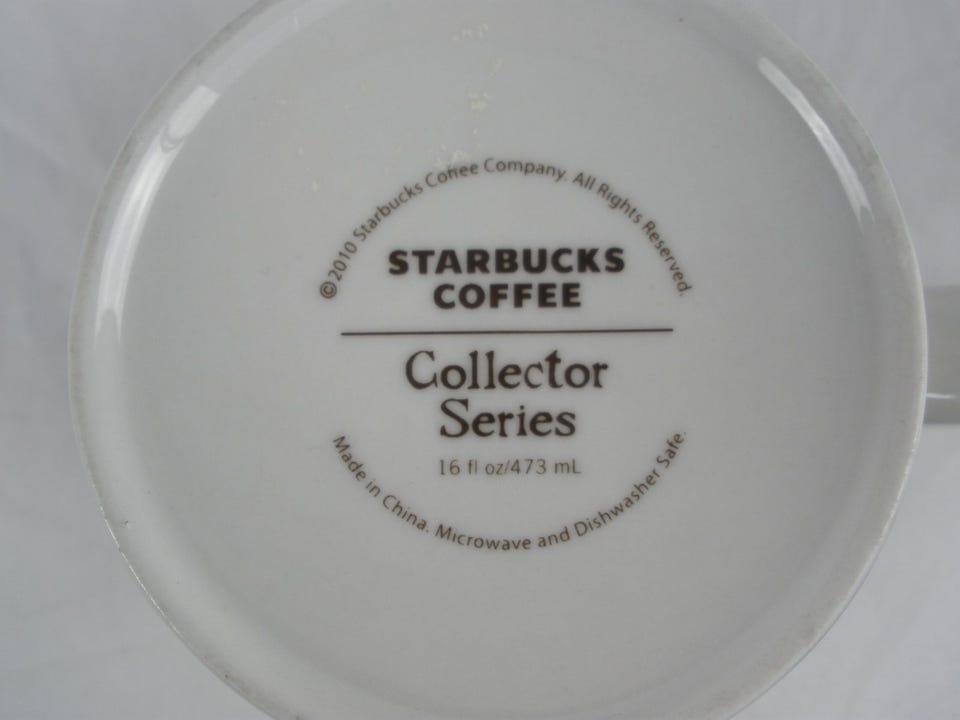 ©2010 Starbucks Coffee Company. All Rights Reserved.
STARBUCKS
COFFEE
Collector
Series
16 fl oz/473 mL
Made in China. Microwave and Dishwasher Safe.